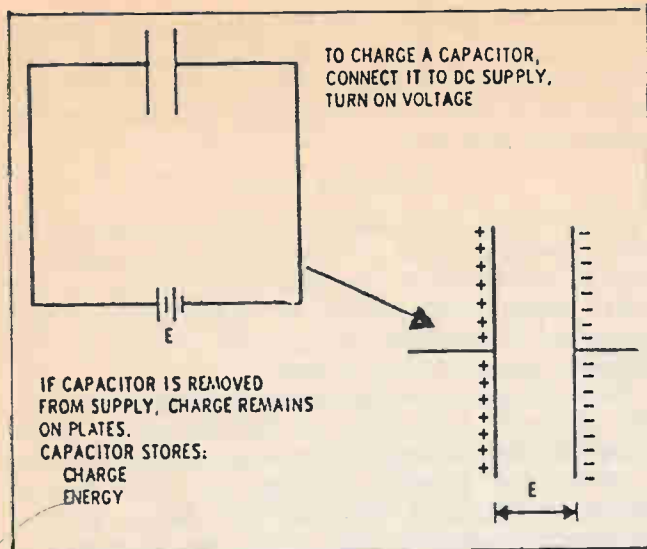 TO CHARGE A CAPACITOR,
CONNECT IT TO DC SUPPLY,
TURN ON VOLTAGE
E
IF CAPACITOR IS REMOVED
FROM SUPPLY, CHARGE REMAINS
ON PLATES.
CAPACITOR STORES:
CHARGE
ENERGY
E